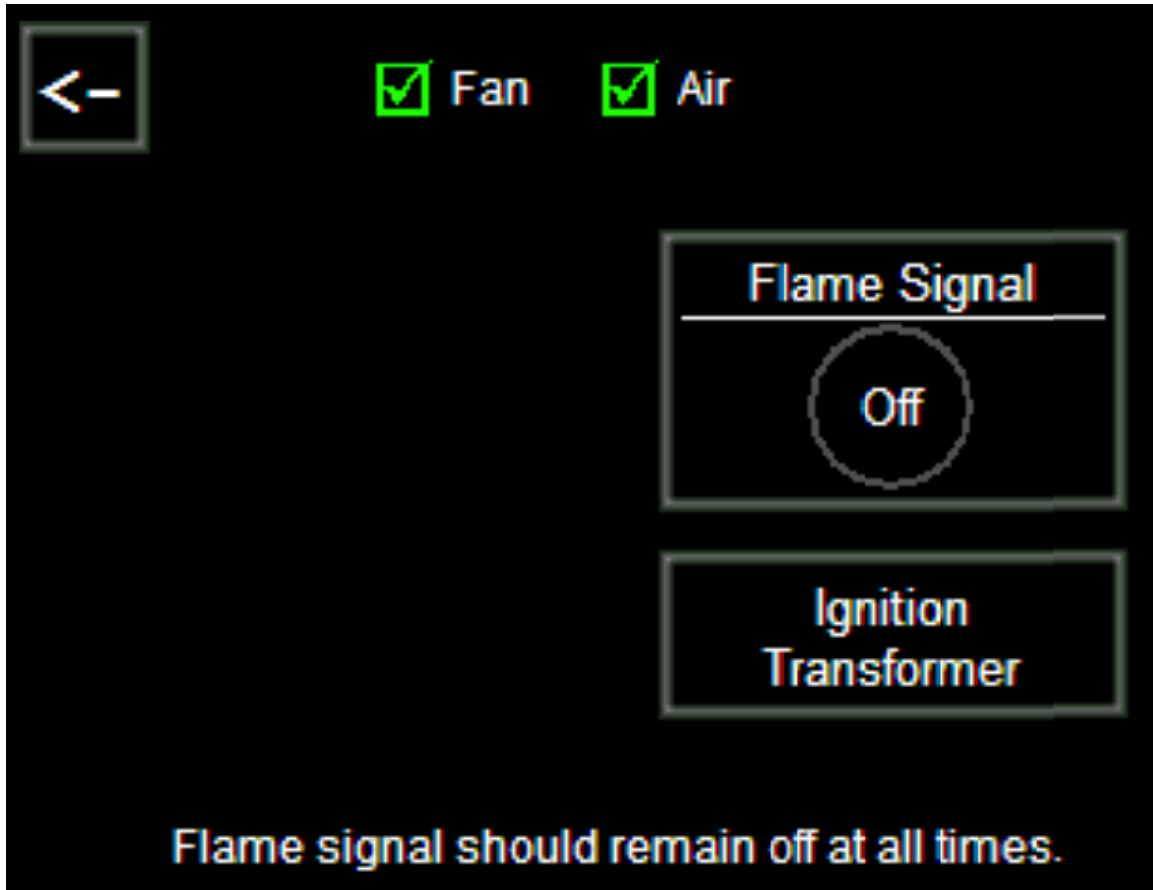 <-
Fan Air
Flame Signal
Off
Ignition
Transformer
Flame signal should remain off at all times.